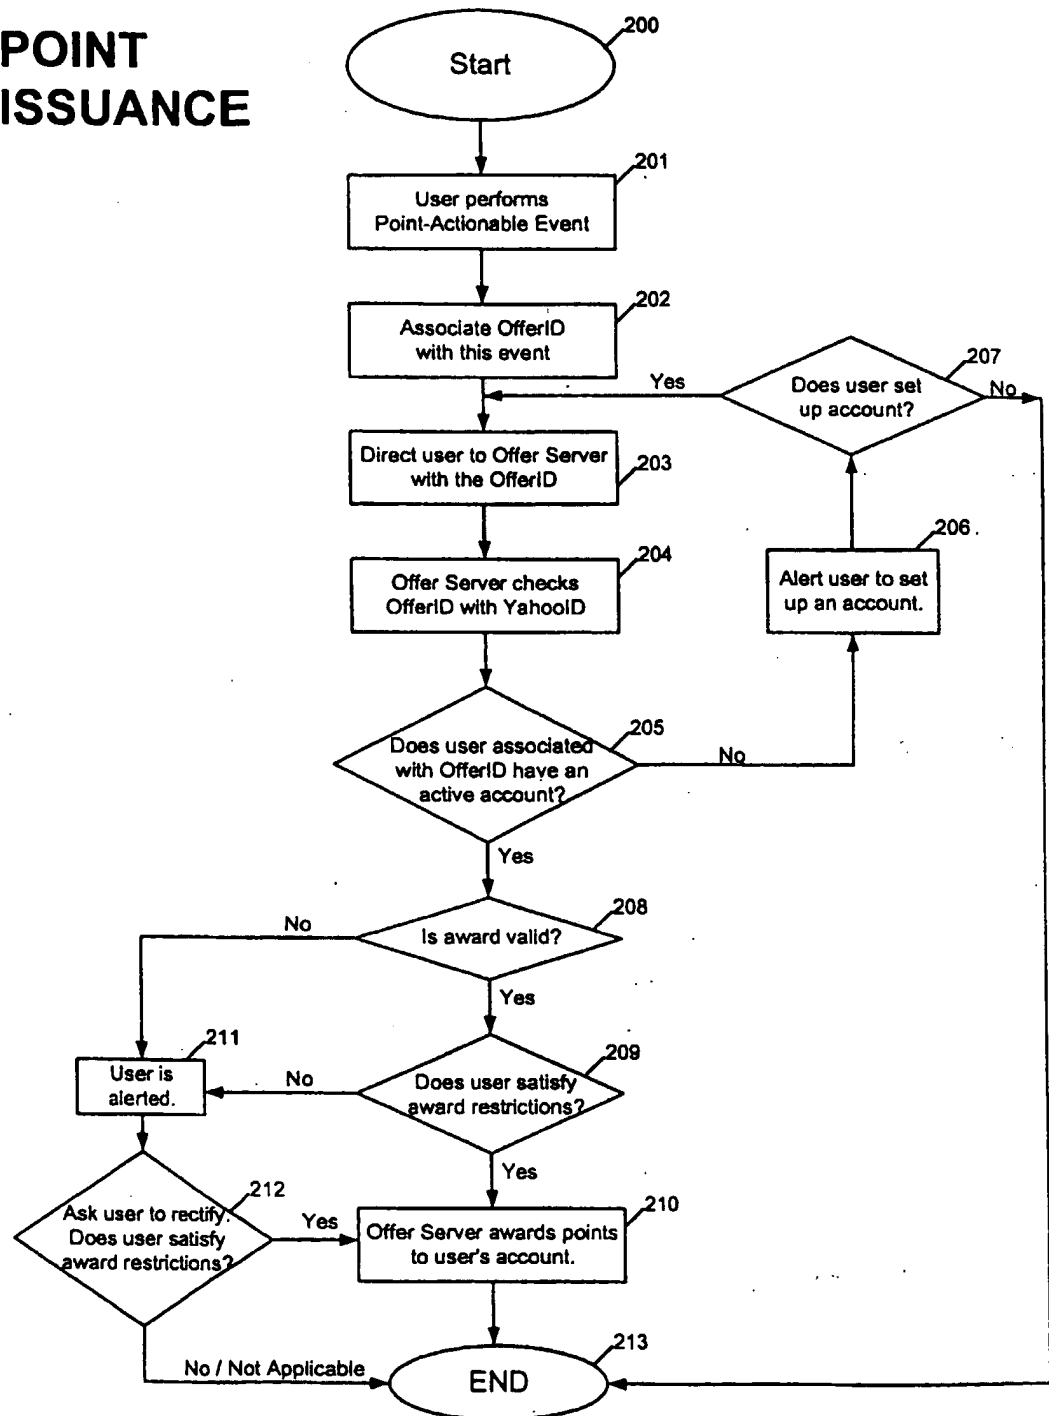 POINT
ISSUANCE
200
Start
201
User performs
Point-Actionable Event
202
Associate OfferID
with this event
207
Does user set
up account?
Yes
No
Direct user to Offer Server
with the OfferID
203
206
Alert user to set
up an account.
204
Offer Server checks
OfferID with YahooID
205
Does user associated
with OfferID have an
active account?
No
Yes
208
Is award valid?
No
Yes
211
User is
alerted.
209
Does user satisfy
award restrictions?
No
Yes
212
Ask user to rectify.
Does user satisfy
award restrictions?
Yes
210
Offer Server awards points
to user's account.
No / Not Applicable
213
END